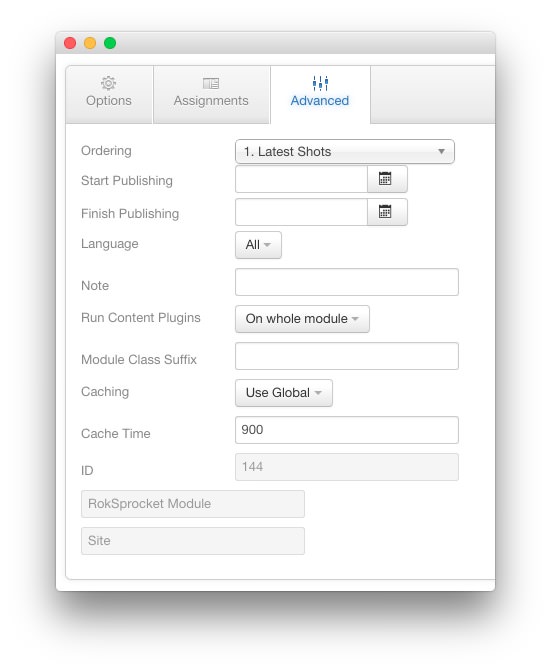 Options Assignments Advanced
Ordering 1. Latest Shots
Start Publishing
Finish Publishing
Language All
Note
Run Content Plugins On whole module
Module Class Suffix
Caching Use Global
Cache Time 900
ID 144
RokSprocket Module
Site